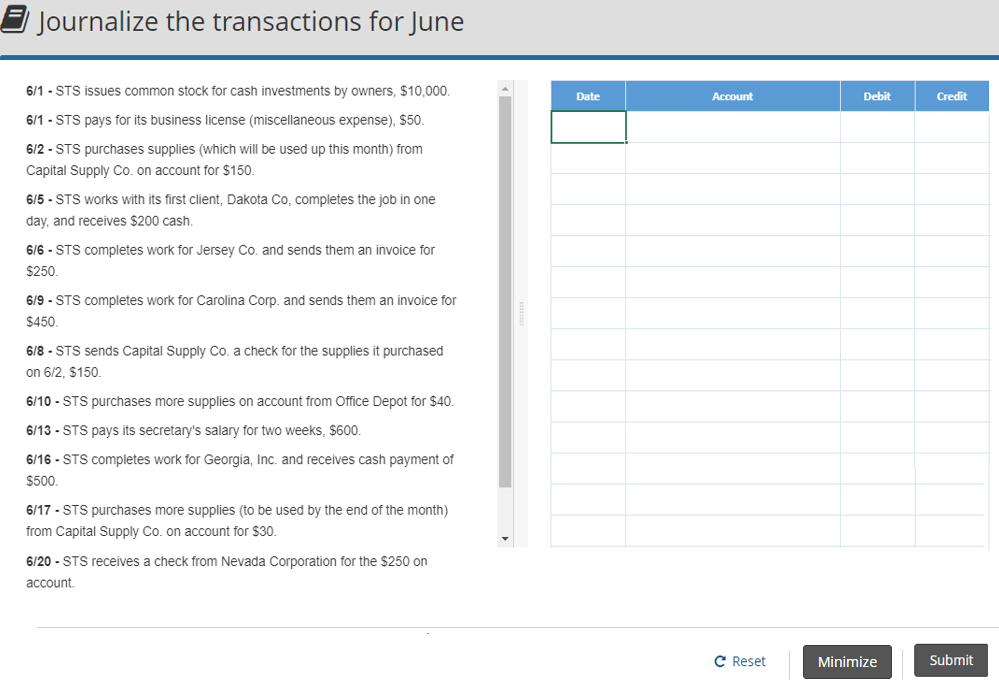 Journalize the transactions for June
6/1 - STS issues common stock for cash investments by owners, $10,000.
6/1 - STS pays for its business license (miscellaneous expense), $50.
6/2 - STS purchases supplies (which will be used up this month) from
Capital Supply Co. on account for $150.
6/5 - STS works with its first client, Dakota Co, completes the job in one
day, and receives $200 cash.
6/6 - STS completes work for Jersey Co. and sends them an invoice for
$250.
6/9 - STS completes work for Carolina Corp. and sends them an invoice for
$450.
6/8 - STS sends Capital Supply Co. a check for the supplies it purchased
on 6/2, $150.
6/10 - STS purchases more supplies on account from Office Depot for $40.
6/13 - STS pays its secretary's salary for two weeks, $600.
6/16 - STS completes work for Georgia, Inc. and receives cash payment of
$500.
6/17 - STS purchases more supplies (to be used by the end of the month)
from Capital Supply Co. on account for $30.
6/20 - STS receives a check from Nevada Corporation for the $250 on
account.
Date Account Debit Credit
Reset Minimize Submit